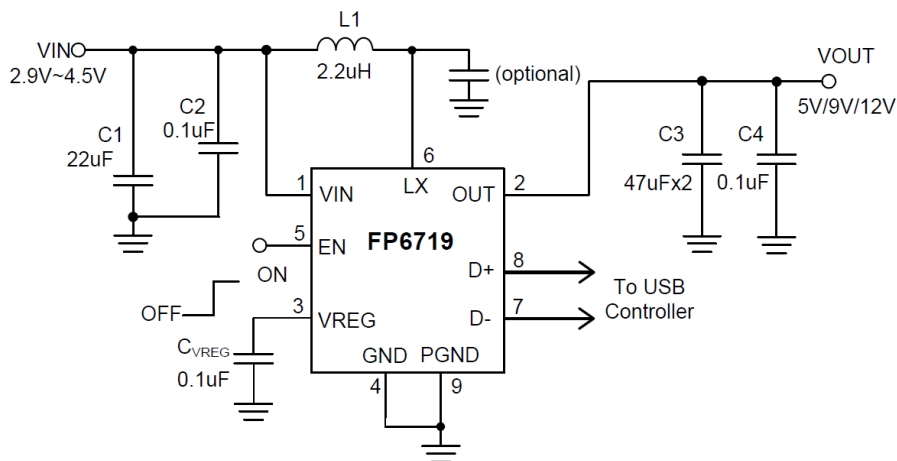 L1
VIN
2.9V~4.5V
2.2uH
(optional)
VOUT
5V/9V/12V
C1
22uF
C2
0.1uF
C3
47uFx2
C4
0.1uF
6
1
VIN
LX
OUT
2
5
EN
FP6719
ON
OFF
D+
8
To USB
Controller
3
VREG
D-
7
CVREG
0.1uF
GND
PGND
4
9